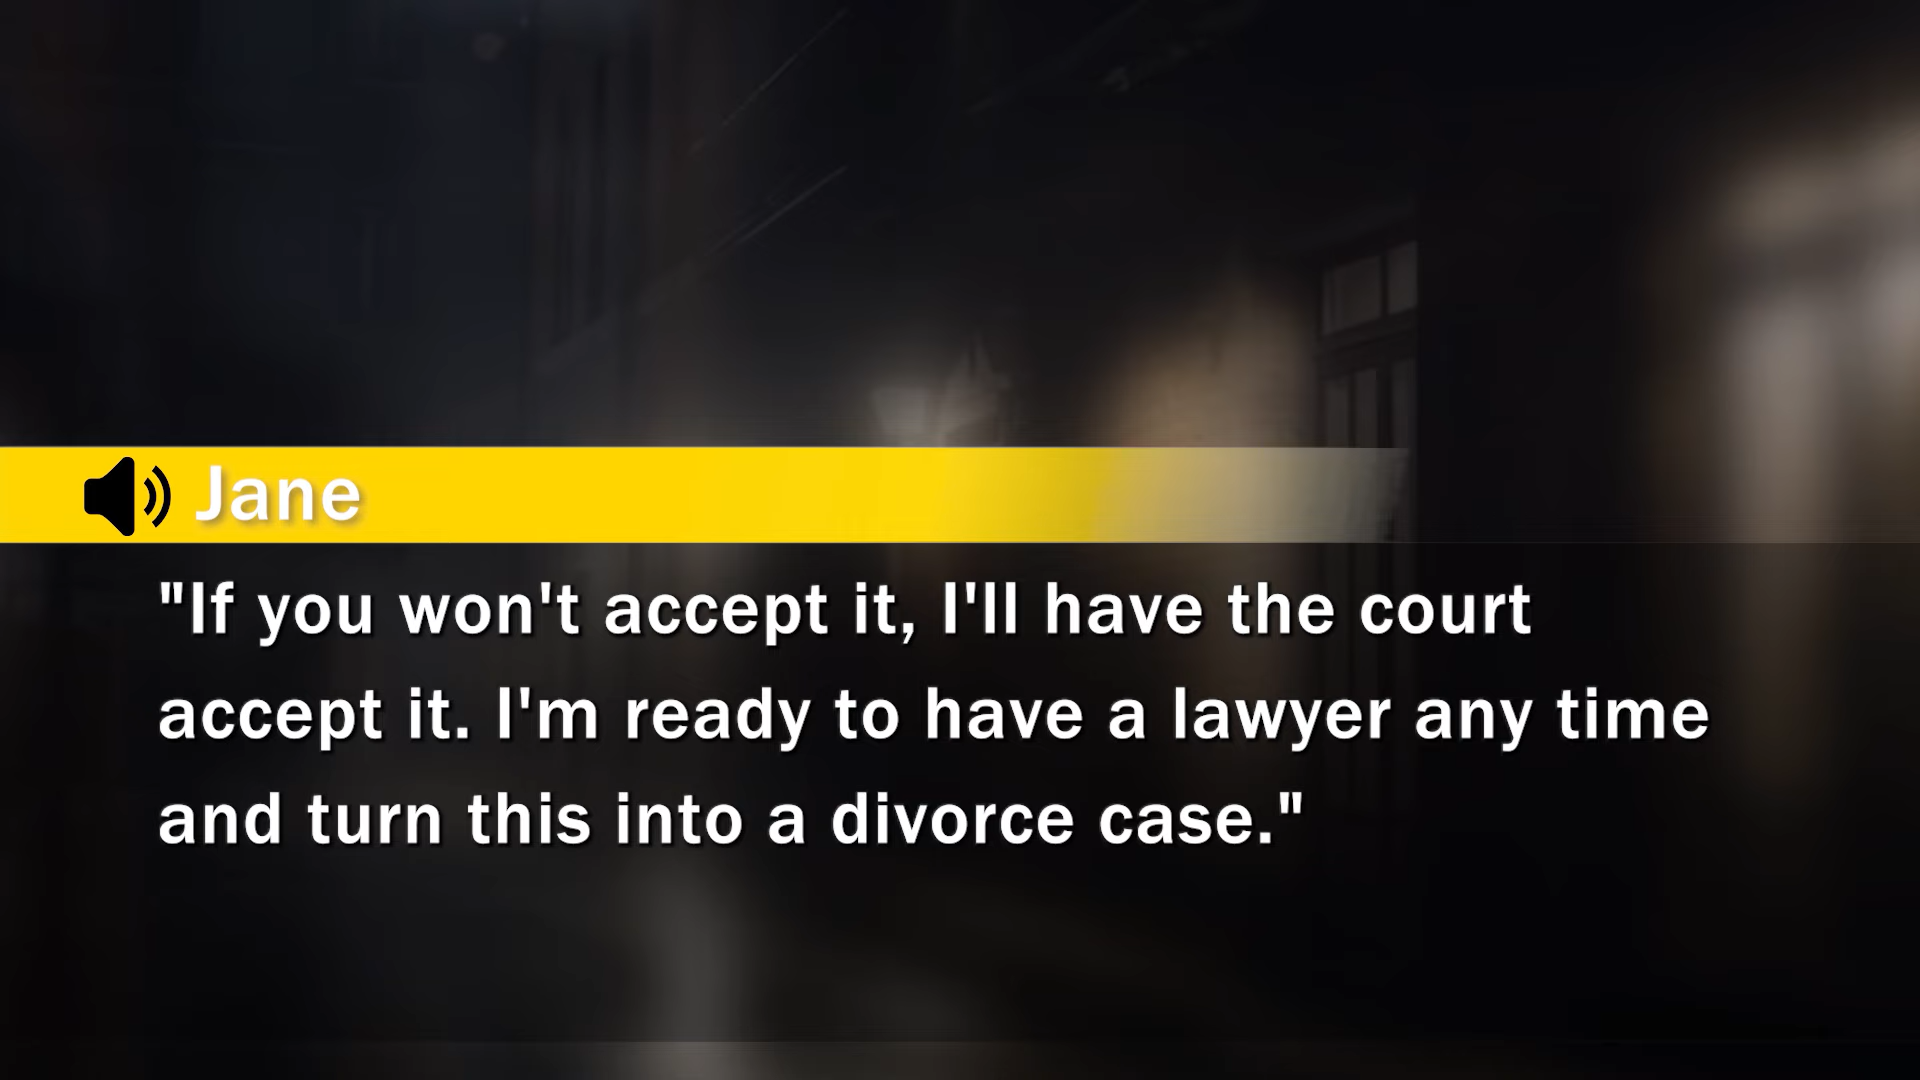 Jane
"If you won't accept it, I'll have the court
accept it. I'm ready to have a lawyer any time
and turn this into a divorce case."